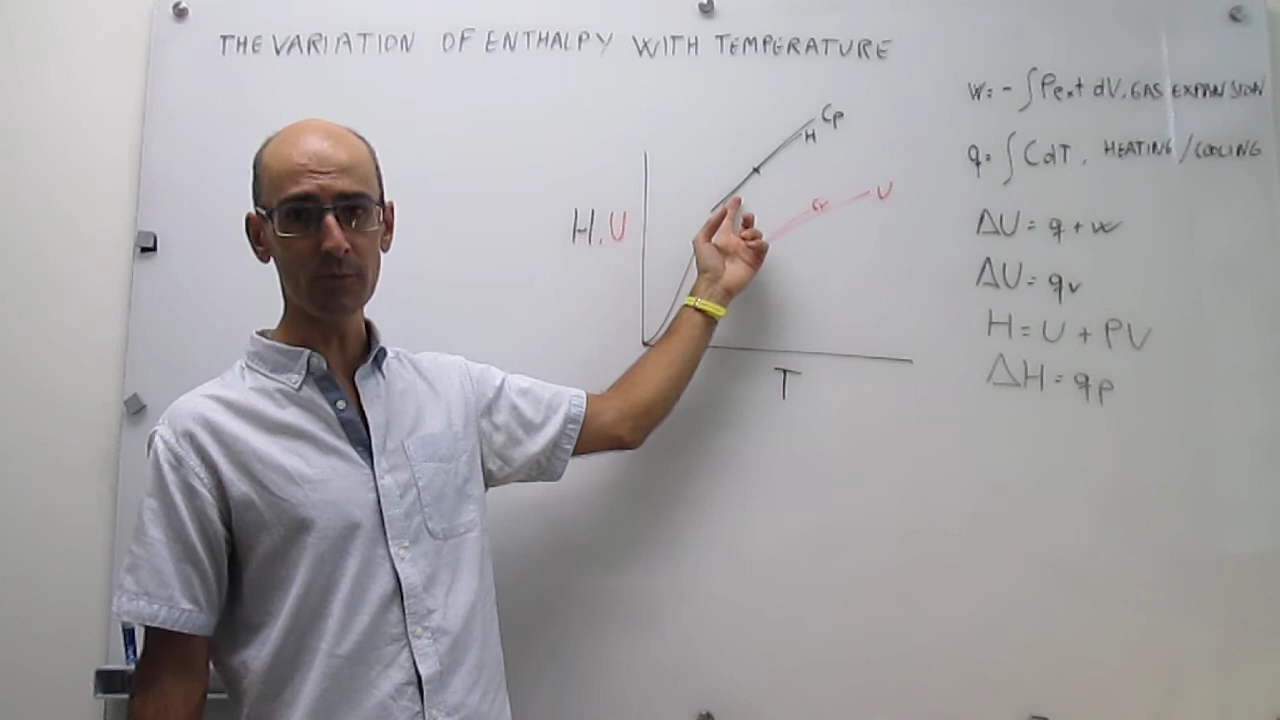 THE VARIATION OF ENTHALPY WITH TEMPERATURE
w = - ∫ Pext dV, GAS EXPANSION
q = ∫ C dT, HEATING/COOLING
ΔU = q + w
ΔU = qv
H = U + PV
ΔH = qp
Cp
H
Cv
U
H, U
T